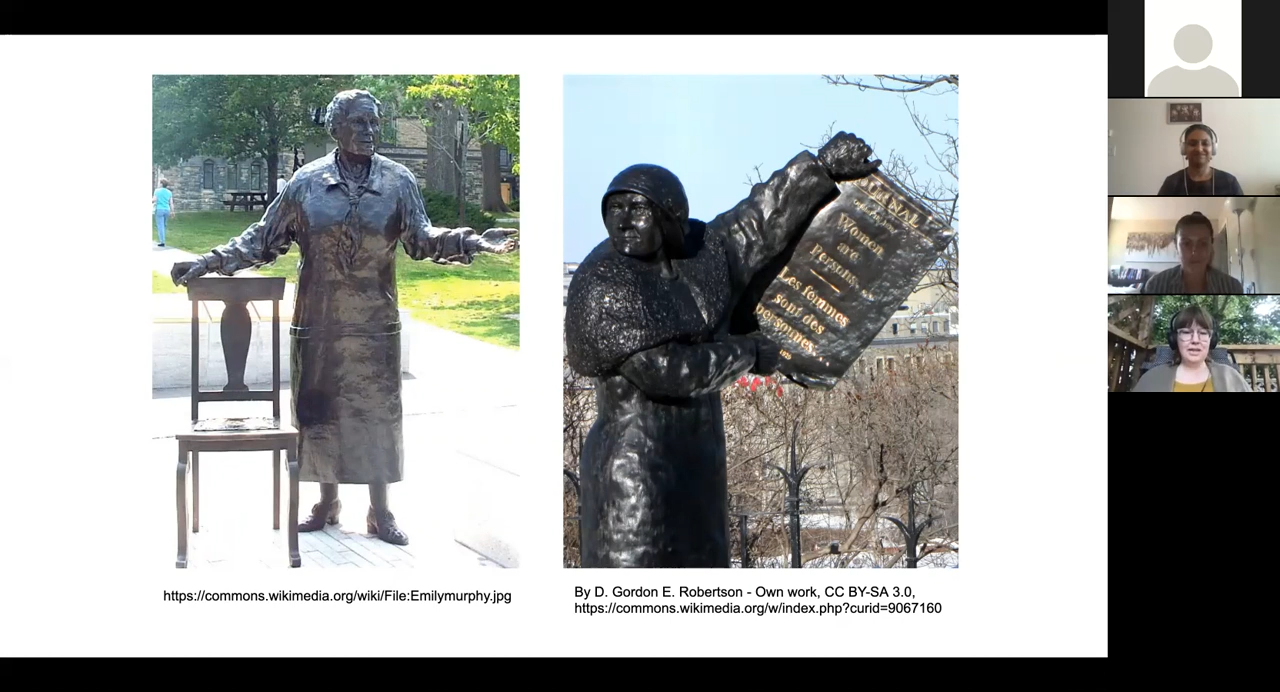 Women
are
Persons
Les femmes
sont des
personnes
https://commons.wikimedia.org/wiki/File:Emilymurphy.jpg
By D. Gordon E. Robertson - Own work, CC BY-SA 3.0,
https://commons.wikimedia.org/w/index.php?curid=9067160